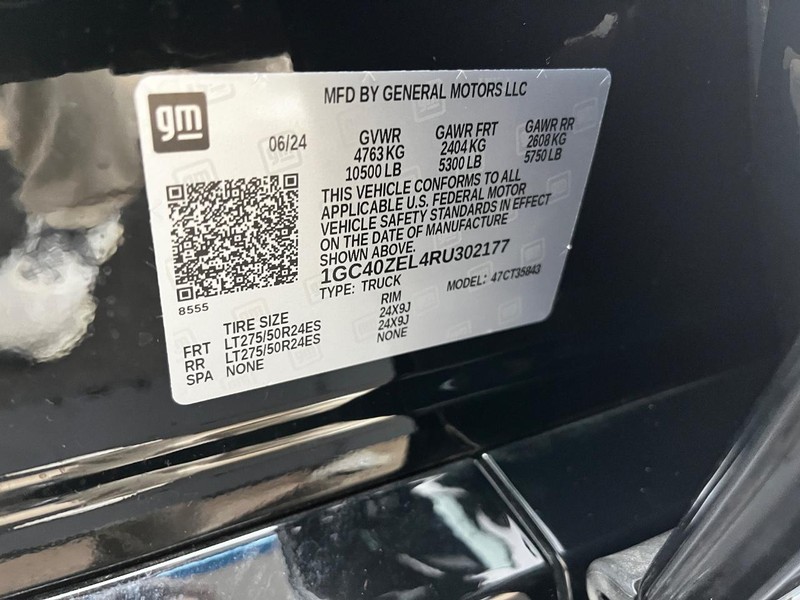 gm
MFD BY GENERAL MOTORS LLC
06/24
GVWR
4763 KG
10500 LB
GAWR FRT
2404 KG
5300 LB
GAWR RR
2608 KG
5750 LB
THIS VEHICLE CONFORMS TO ALL
APPLICABLE U.S. FEDERAL MOTOR
VEHICLE SAFETY STANDARDS IN EFFECT
ON THE DATE OF MANUFACTURE
SHOWN ABOVE.
1GC40ZEL4RU302177
TYPE: TRUCK
MODEL: 47CT35843
8555
TIRE SIZE RIM
FRT LT275/50R24ES 24X9J
RR LT275/50R24ES 24X9J
SPA NONE NONE